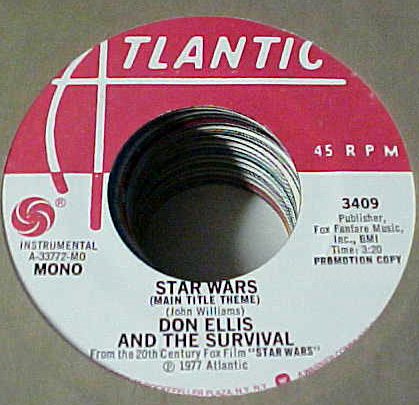 ATLANTIC
45 RPM
®
INSTRUMENTAL
A-33772-MO
MONO
3409
Publisher,
Fox Fanfare Music,
Inc., BMI
Time: 3:20
PROMOTION COPY
STAR WARS
(MAIN TITLE THEME)
(John Williams)
DON ELLIS
AND THE SURVIVAL
From the 20th Century Fox Film "STAR WARS"
℗ 1977 Atlantic
ROCKEFELLER PLAZA, N.Y., N.Y.